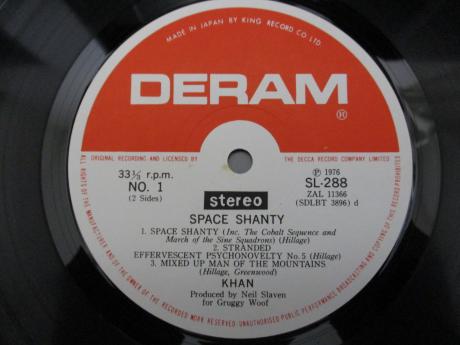 MADE IN JAPAN BY KING RECORD CO. LTD
DERAM
®
ORIGINAL RECORDING AND LICENSED BY
THE DECCA RECORD COMPANY LIMITED
33⅓ r.p.m.
NO. 1
(2 Sides)
stereo
℗ 1976
SL-288
ZAL 11366
(SDLBT 3896) d
SPACE SHANTY
1. SPACE SHANTY (Inc. The Cobalt Sequence and
March of the Sine Squadrons) (Hillage)
2. STRANDED
EFFERVESCENT PSYCHONOVELTY No. 5 (Hillage)
3. MIXED UP MAN OF THE MOUNTAINS
(Hillage, Greenwood)
KHAN
Produced by Neil Slaven
for Gruggy Woof
ALL RIGHTS OF THE MANUFACTURER AND OF THE OWNER OF THE RECORDED WORK RESERVED-UNAUTHORISED PUBLIC PERFORMANCE BROADCASTING AND COPYING OF THIS RECORD PROHIBITED